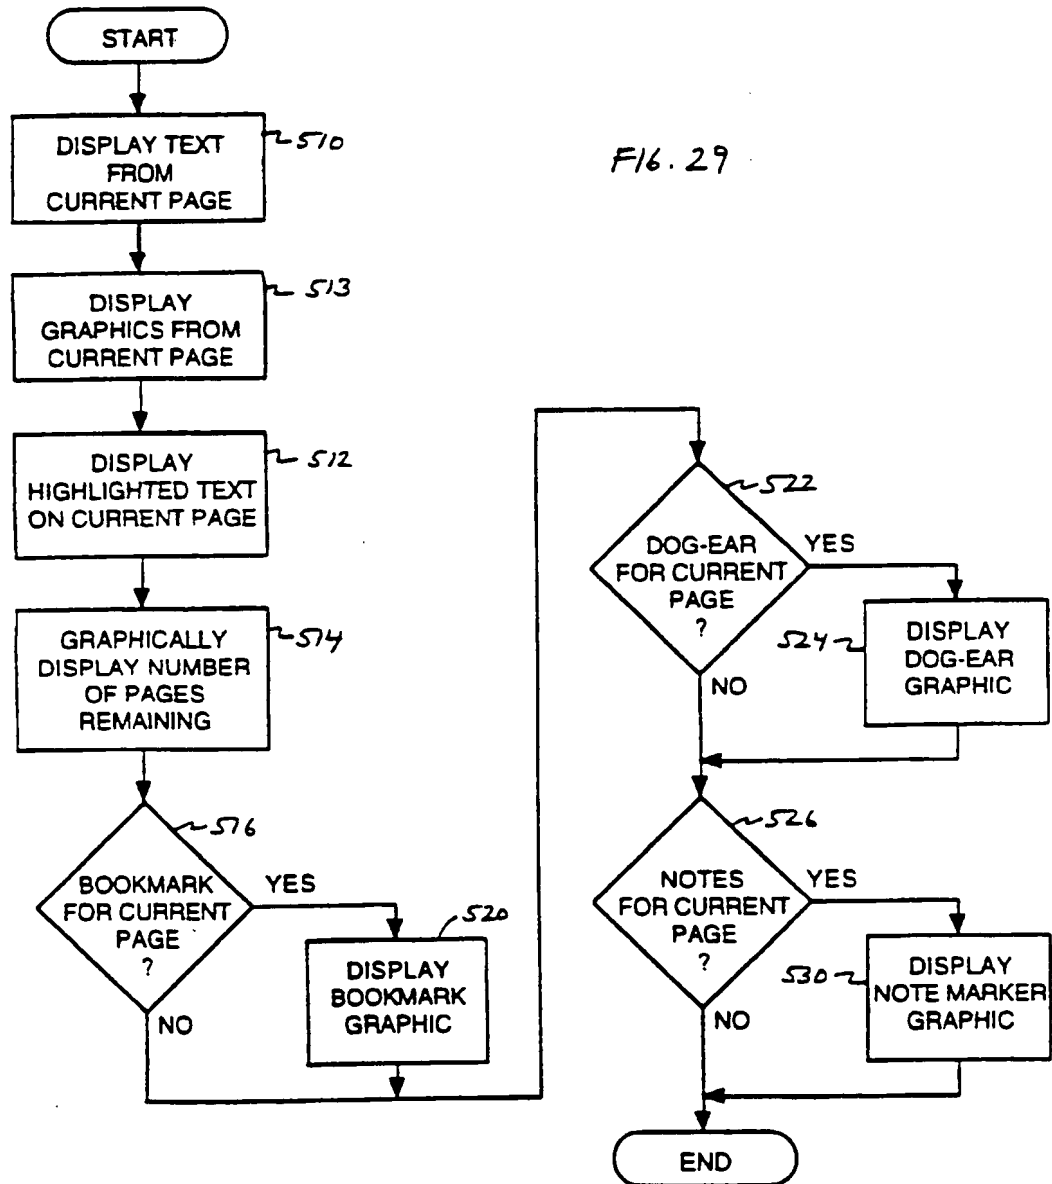 START
DISPLAY TEXT
FROM
CURRENT PAGE
510
FIG. 29
DISPLAY
GRAPHICS FROM
CURRENT PAGE
513
DISPLAY
HIGHLIGHTED TEXT
ON CURRENT PAGE
512
GRAPHICALLY
DISPLAY NUMBER
OF PAGES
REMAINING
514
516
BOOKMARK
FOR CURRENT
PAGE
?
YES
NO
520
DISPLAY
BOOKMARK
GRAPHIC
522
DOG-EAR
FOR CURRENT
PAGE
?
YES
NO
524
DISPLAY
DOG-EAR
GRAPHIC
526
NOTES
FOR CURRENT
PAGE
?
YES
NO
530
DISPLAY
NOTE MARKER
GRAPHIC
END